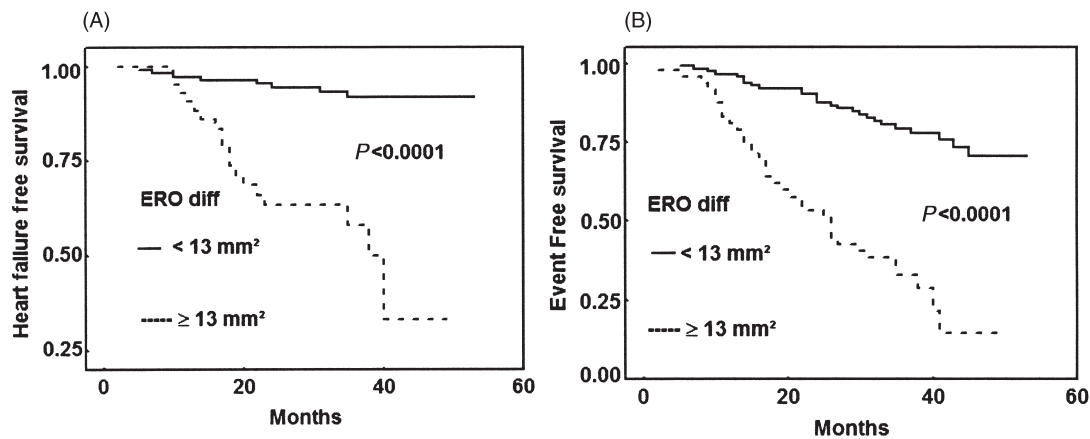 (A)
Heart failure free survival
1.00
0.75
0.50
0.25
P<0.0001
ERO diff
< 13 mm²
≥ 13 mm²
0 20 40 60
Months
(B)
Event Free survival
1.00
0.75
0.50
0.25
0.00
ERO diff
P<0.0001
< 13 mm²
≥ 13 mm²
0 20 40 60
Months